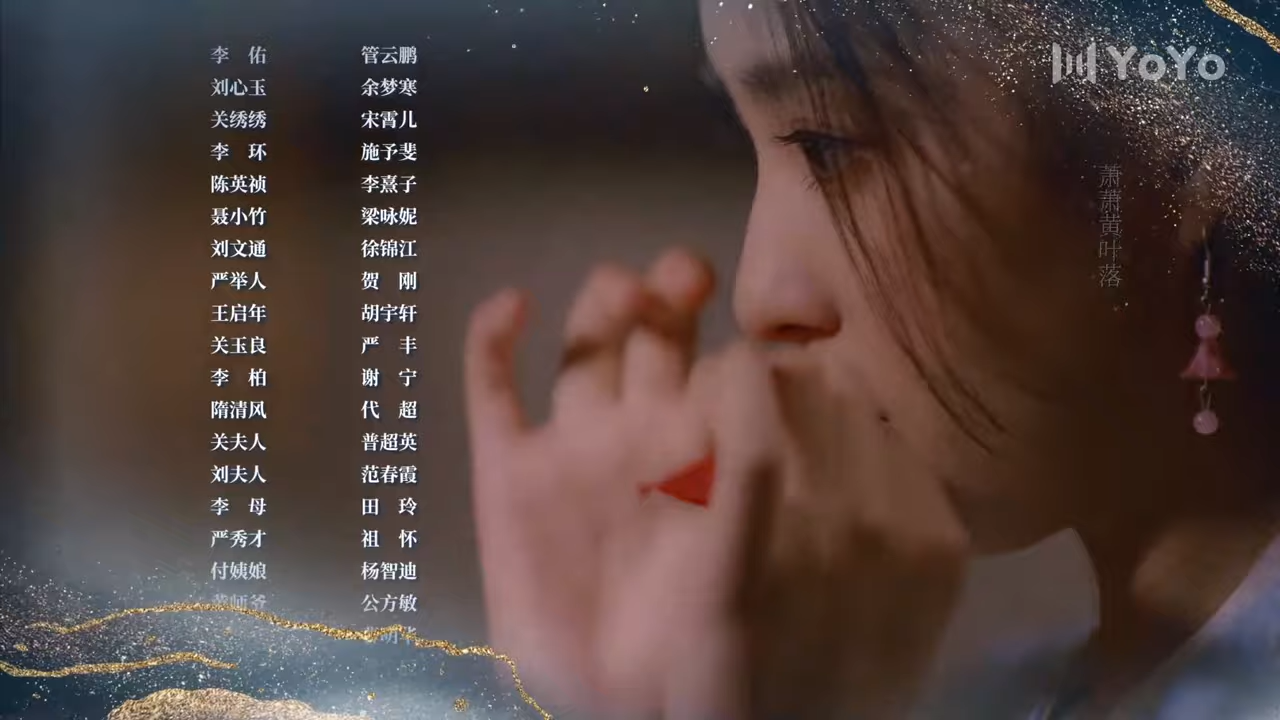 李　佑　管云鹏
刘心玉　余梦寒
关绣绣　宋霄儿
李　环　施予斐
陈英祯　李熹子
聂小竹　梁咏妮
刘文通　徐锦江
严举人　贺　刚
王启年　胡宇轩
关玉良　严　丰
李　柏　谢　宁
隋清风　代　超
关夫人　普超英
刘夫人　范春霞
李　母　田　玲
严秀才　祖　怀
付姨娘　杨智迪
公方敏
YoYo
萧萧黄叶落